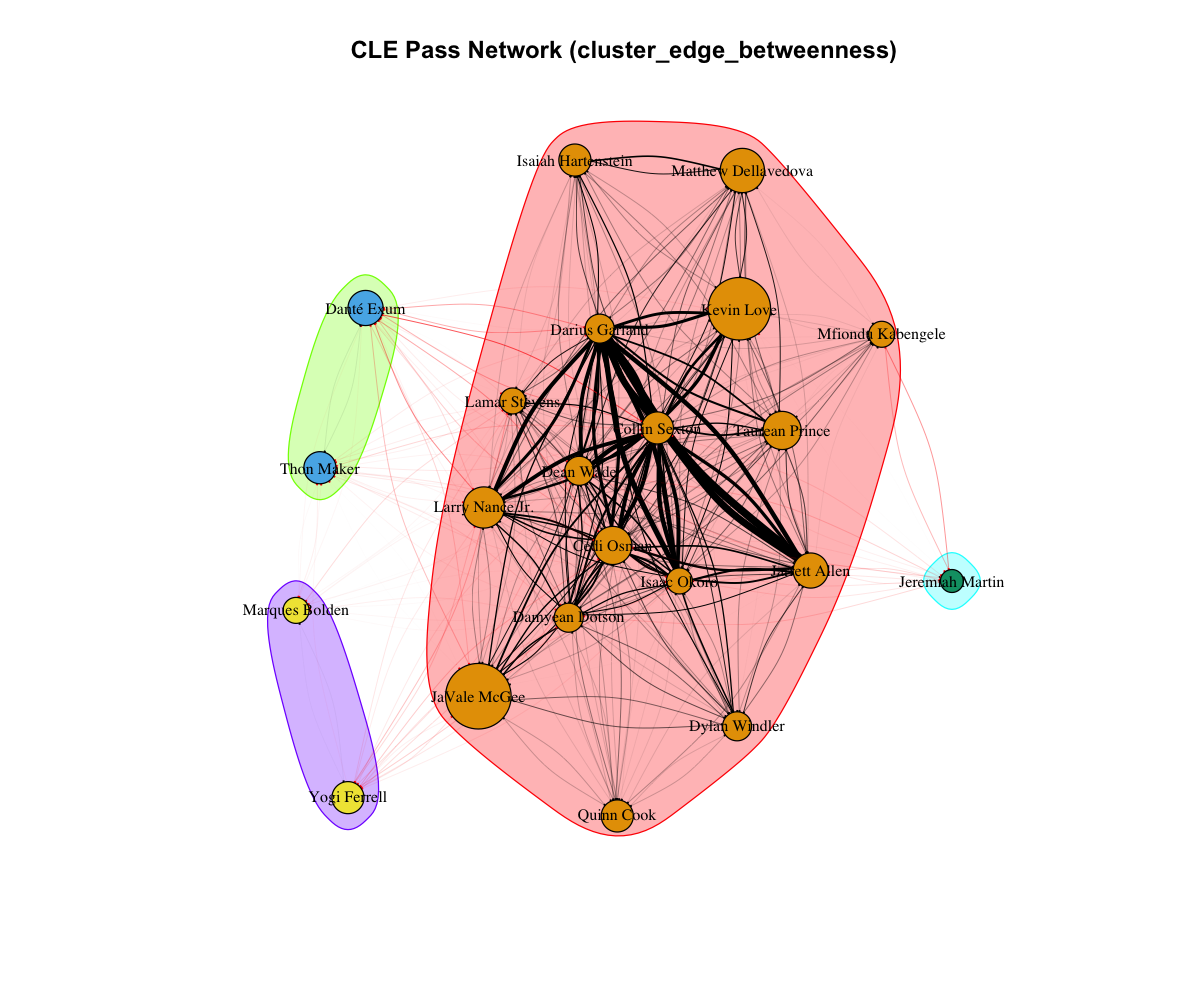 CLE Pass Network (cluster_edge_betweenness)
Isaiah Hartenstein
Matthew Dellavedova
Danté Exum
Kevin Love
Darius Garland
Mfiondu Kabengele
Lamar Stevens
Collin Sexton
Taurean Prince
Thon Maker
Dean Wade
Larry Nance Jr.
Cedi Osman
Jarrett Allen
Isaac Okoro
Jeremiah Martin
Marques Bolden
Damyean Dotson
JaVale McGee
Dylan Windler
Yogi Ferrell
Quinn Cook